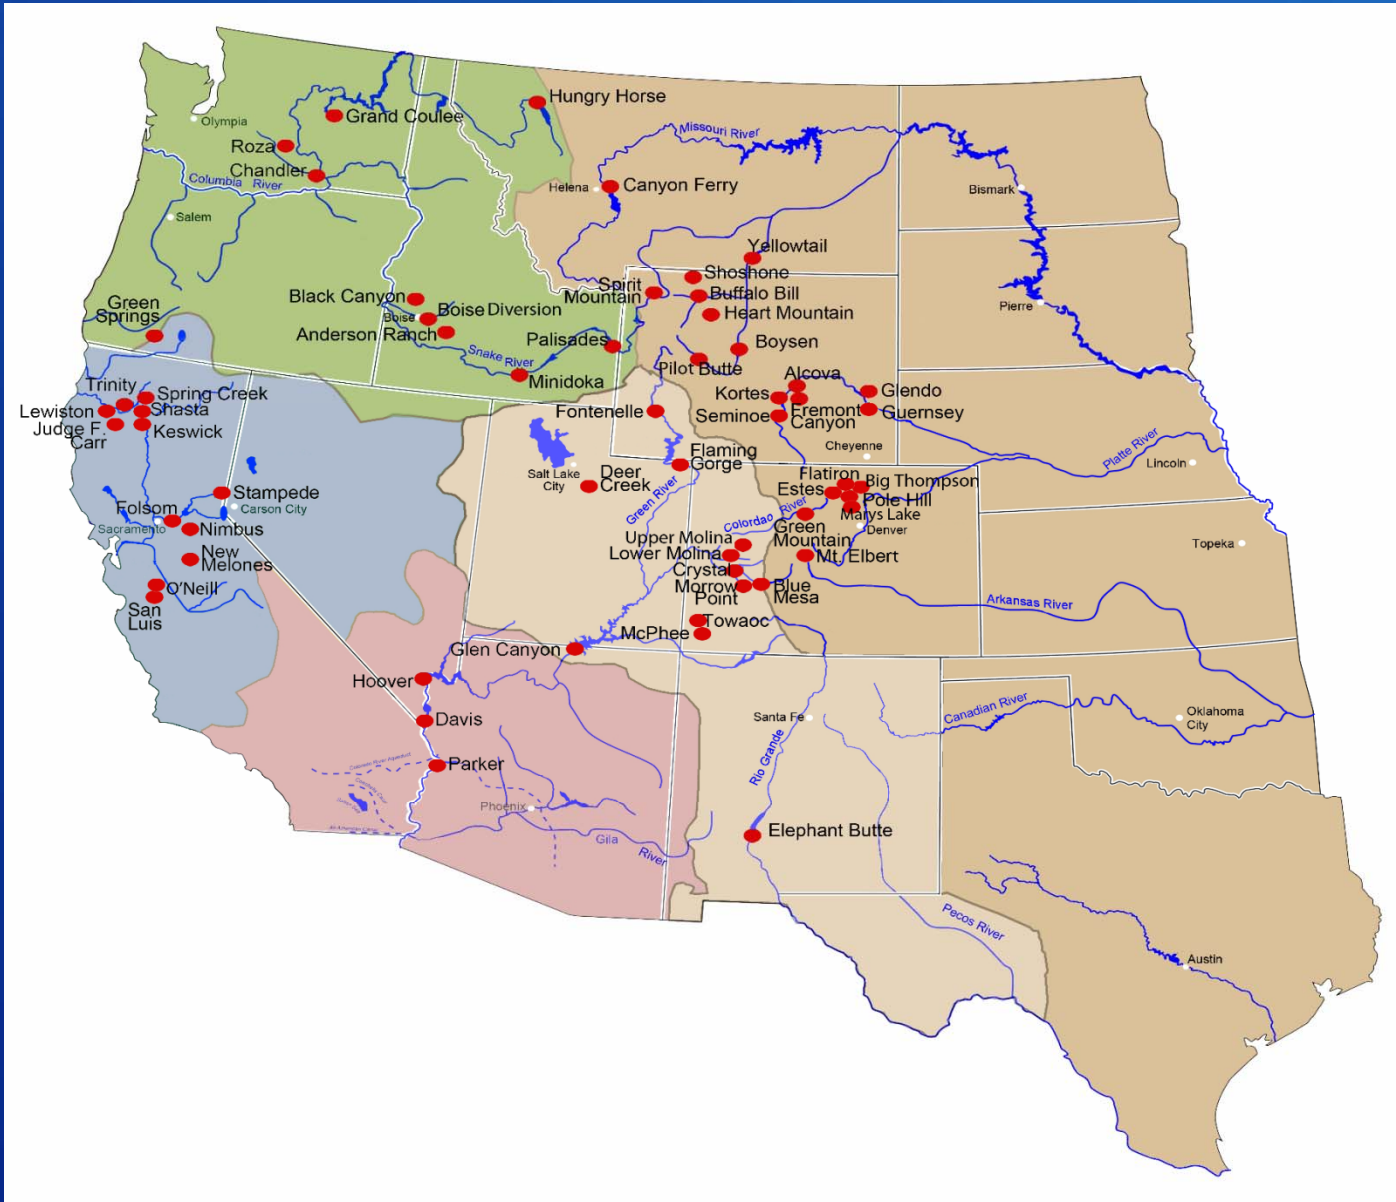 Hungry Horse
Olympia
Grand Coulee
Missouri River
Roza
Chandler
Columbia River
Helena
Canyon Ferry
Bismark
Salem
Yellowtail
Shoshone
Spirit
Mountain
Buffalo Bill
Heart Mountain
Black Canyon
Boise Diversion
Boise
Anderson Ranch
Green
Springs
Pierre
Palisades
Boysen
Snake River
Pilot Butte
Minidoka
Alcova
Trinity
Spring Creek
Kortes
Glendo
Lewiston
Shasta
Fontenelle
Seminoe
Fremont
Canyon
Guernsey
Judge F.
Carr
Keswick
Cheyenne
Platte River
Lincoln
Flaming
Gorge
Salt Lake
City
Deer
Creek
Green River
Flatiron
Big Thompson
Estes
Pole Hill
Marys Lake
Stampede
Carson City
Folsom
Sacramento
Nimbus
Colordao River
Green
Mountain
Denver
Upper Molina
Lower Molina
Mt. Elbert
Topeka
New
Melones
Crystal
Morrow
Point
Blue
Mesa
O'Neill
San
Luis
Arkansas River
Towaoc
McPhee
Glen Canyon
Hoover
Davis
Santa Fe
Canadian River
Oklahoma
City
Rio Grande
Parker
Colorado River Aqueduct
Phoenix
Gila River
Elephant Butte
Pecos River
Austin